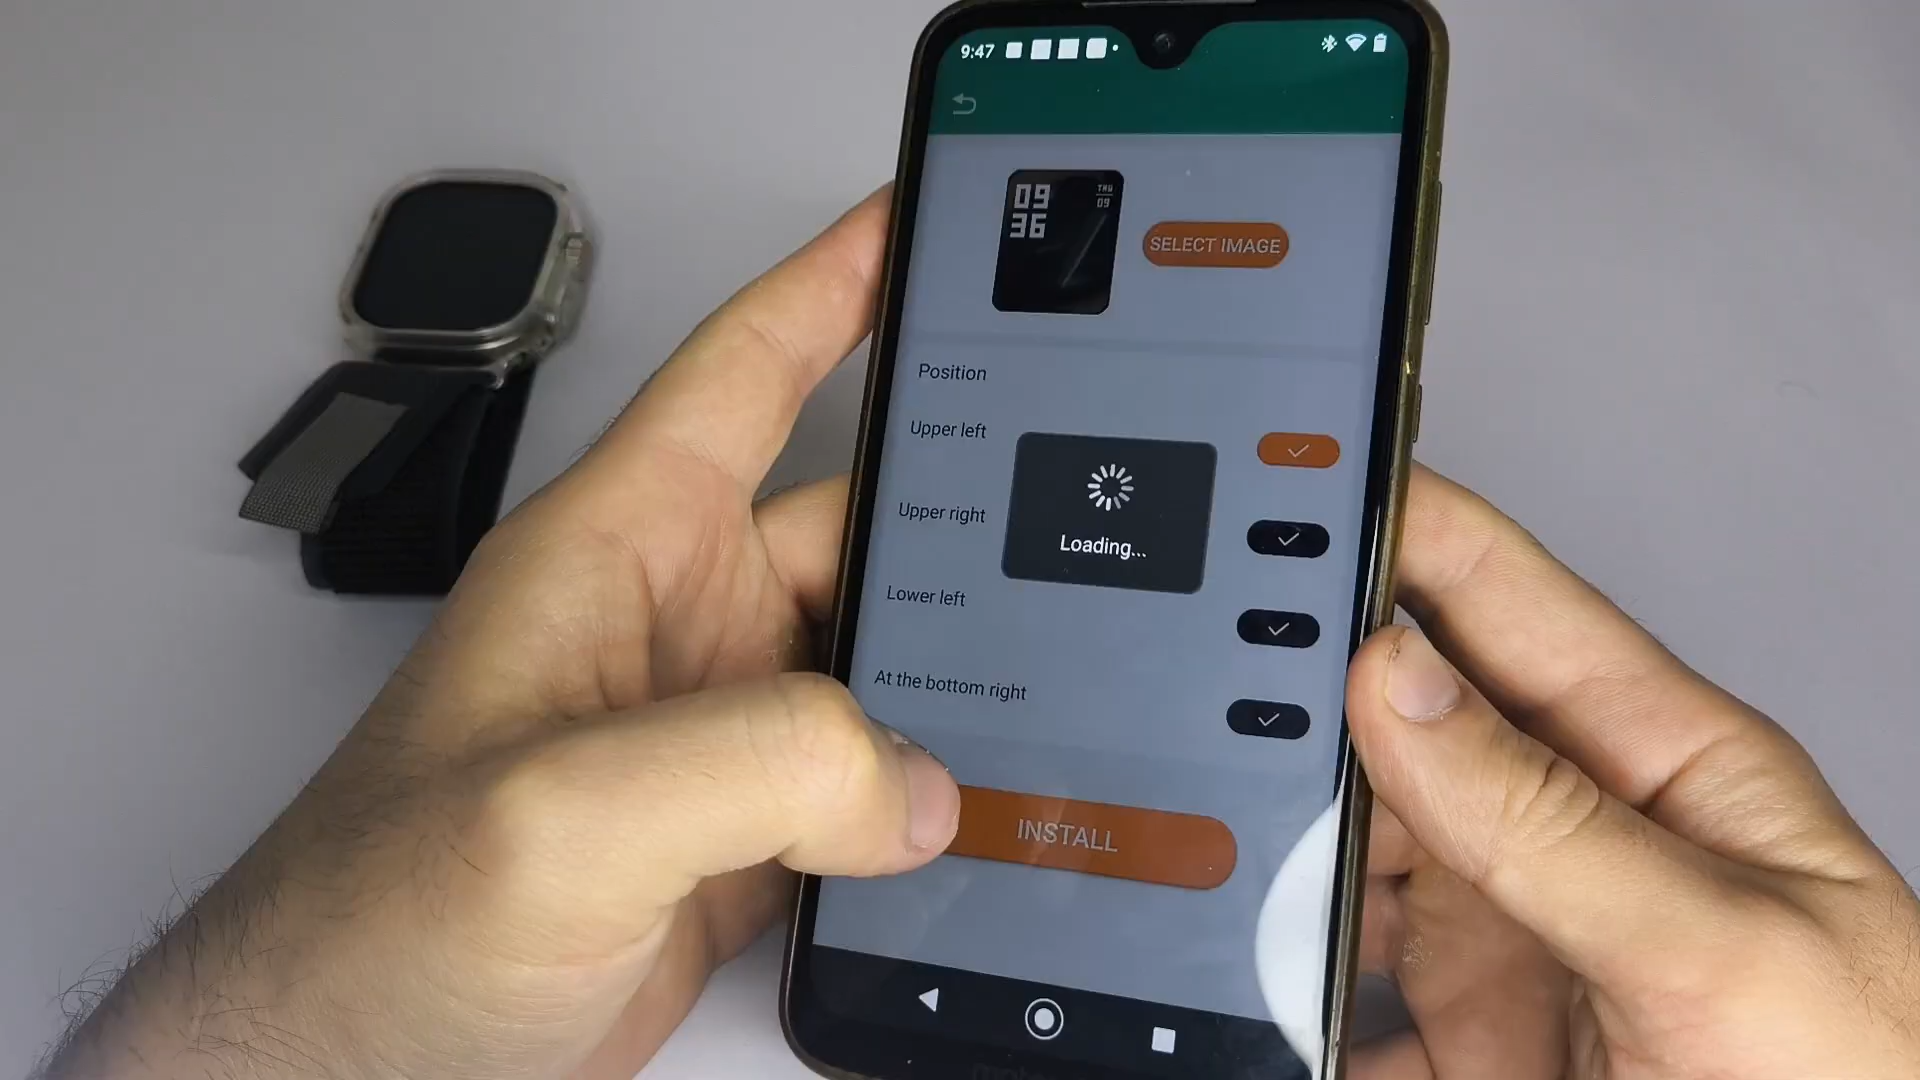 9:47
09
36
THU
09
SELECT IMAGE
Position
Upper left
Upper right
Loading...
Lower left
At the bottom right
INSTALL